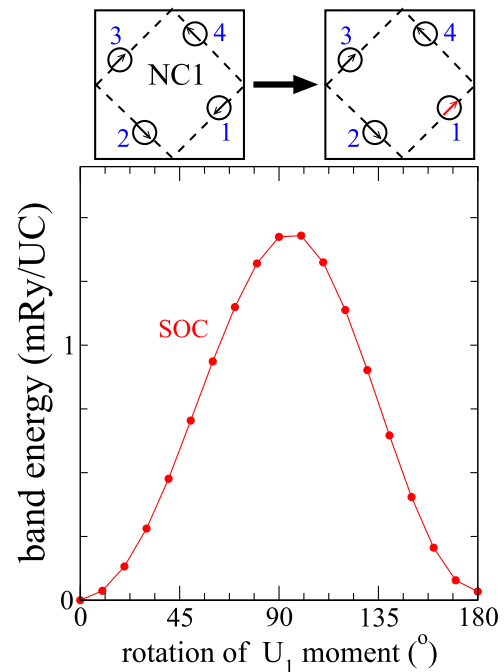 3 4 3 4
NC1
2 1 2 1
band energy (mRy/UC)
SOC
1
0
0 45 90 135 180
rotation of U1 moment (°)